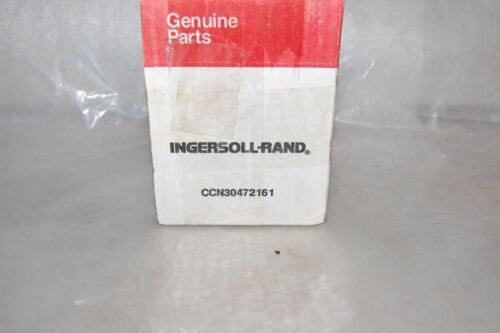 Genuine
Parts
INGERSOLL-RAND®
CCN30472161